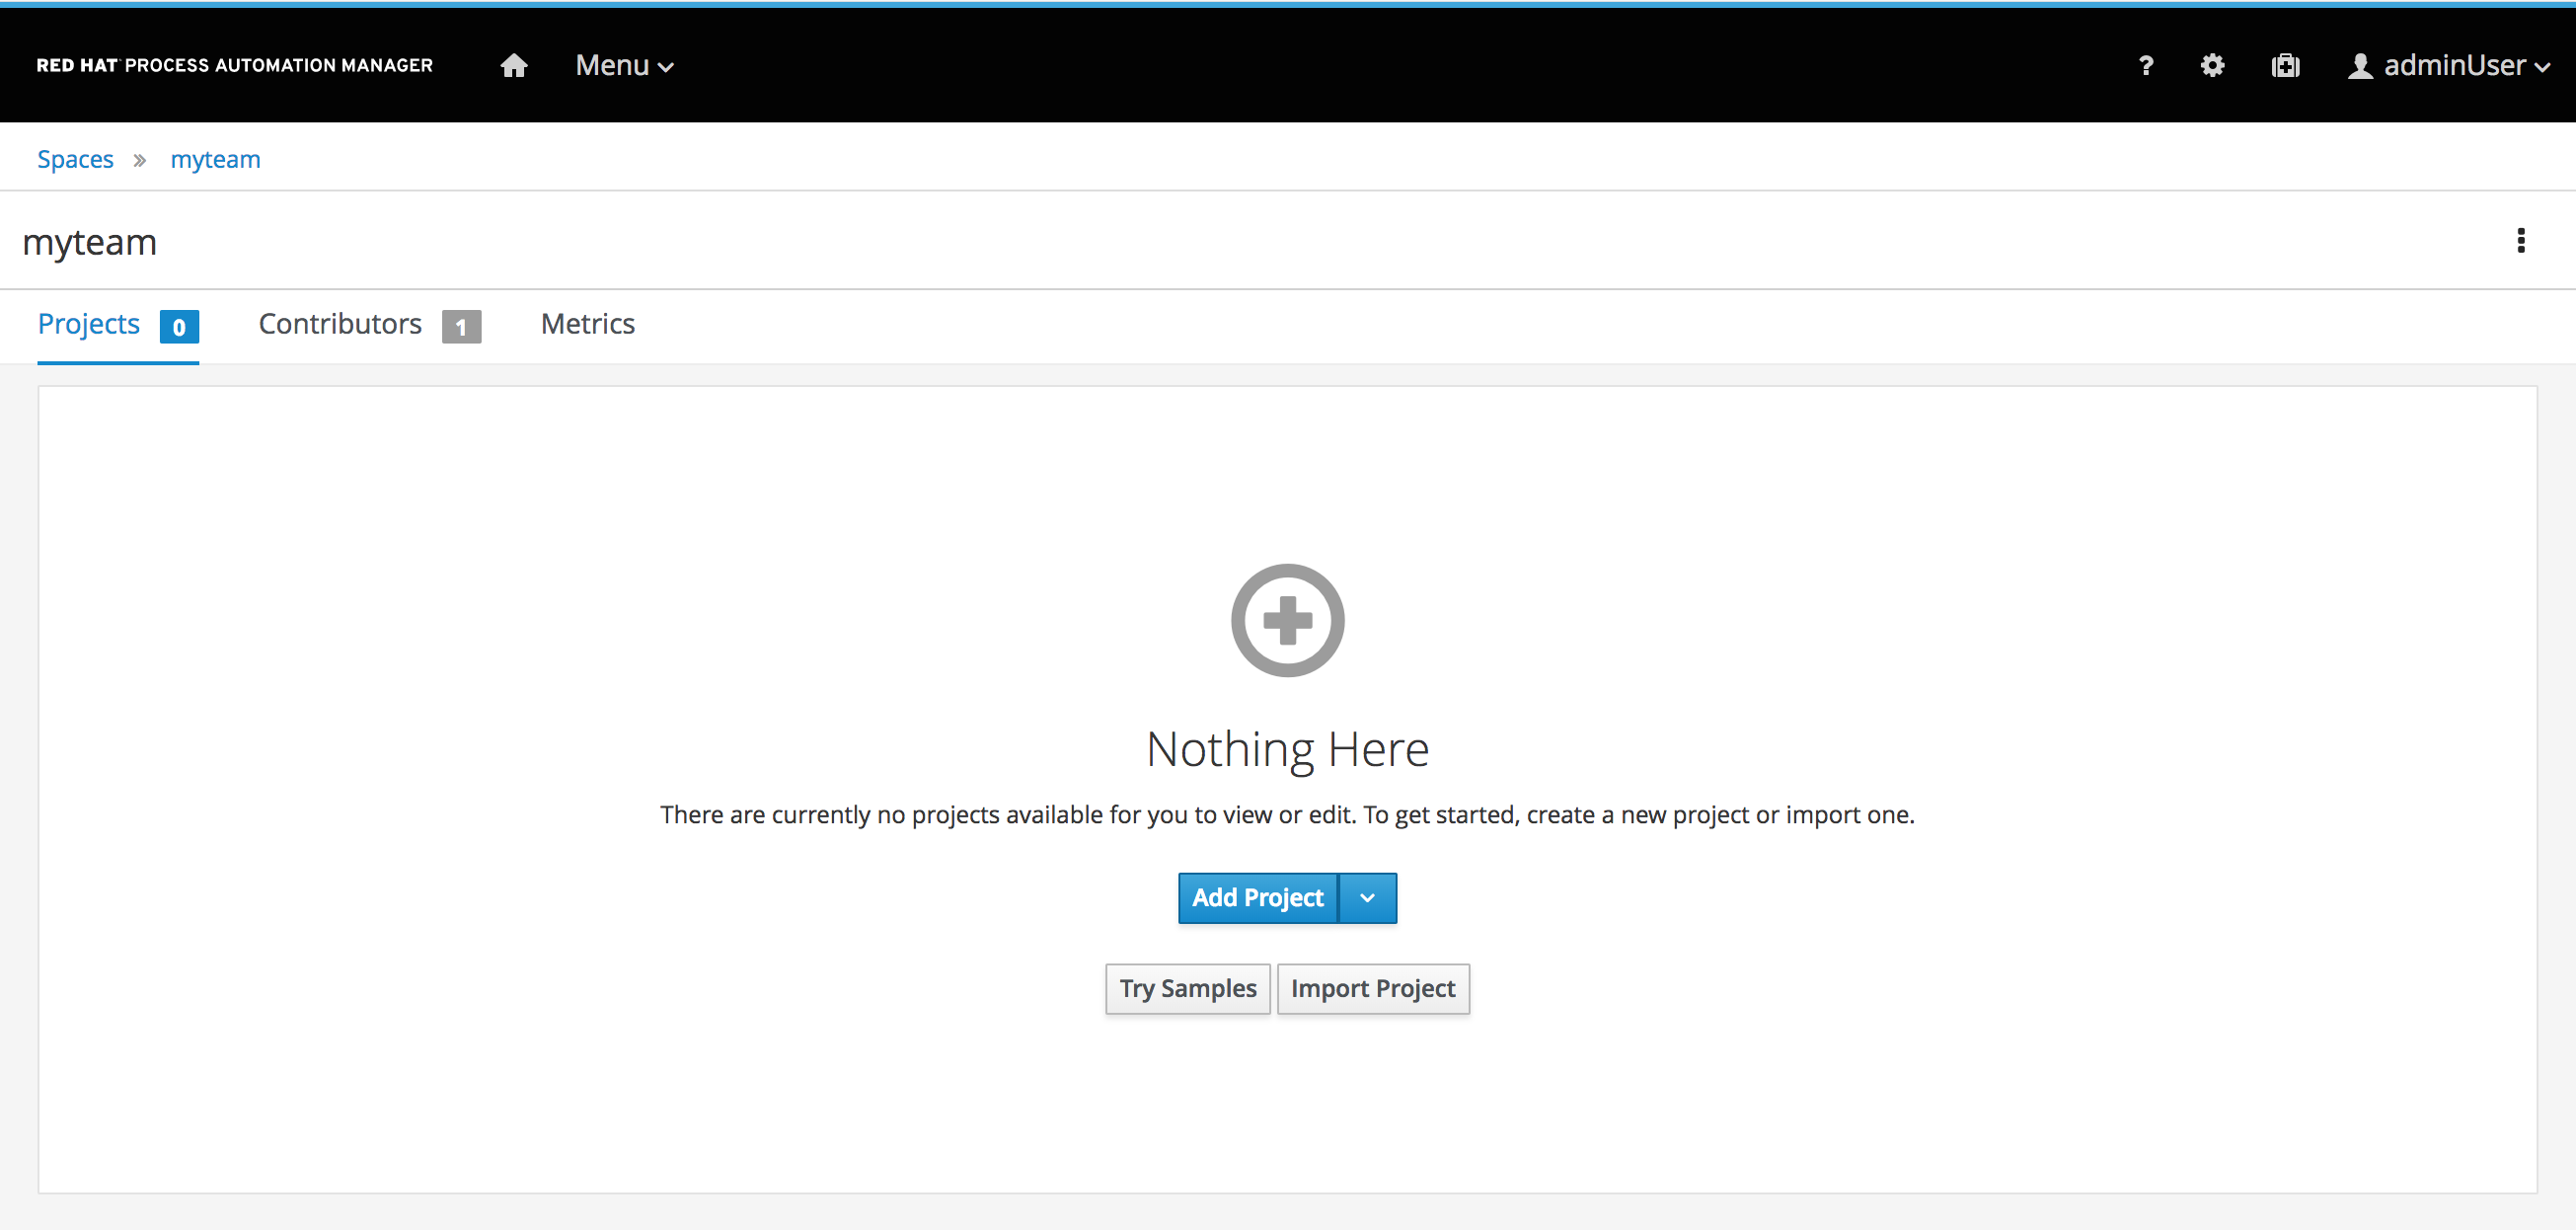 RED HAT PROCESS AUTOMATION MANAGER Menu ? adminUser
Spaces » myteam
myteam
Projects 0 Contributors 1 Metrics
Nothing Here
There are currently no projects available for you to view or edit. To get started, create a new project or import one.
Add Project
Try Samples Import Project